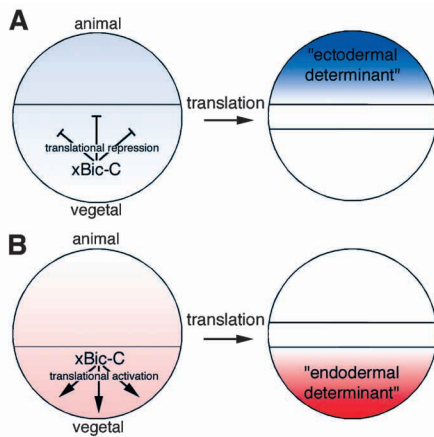 A
animal
translational repression
xBic-C
vegetal
translation
"ectodermal
determinant"
B
animal
xBic-C
translational activation
vegetal
translation
"endodermal
determinant"